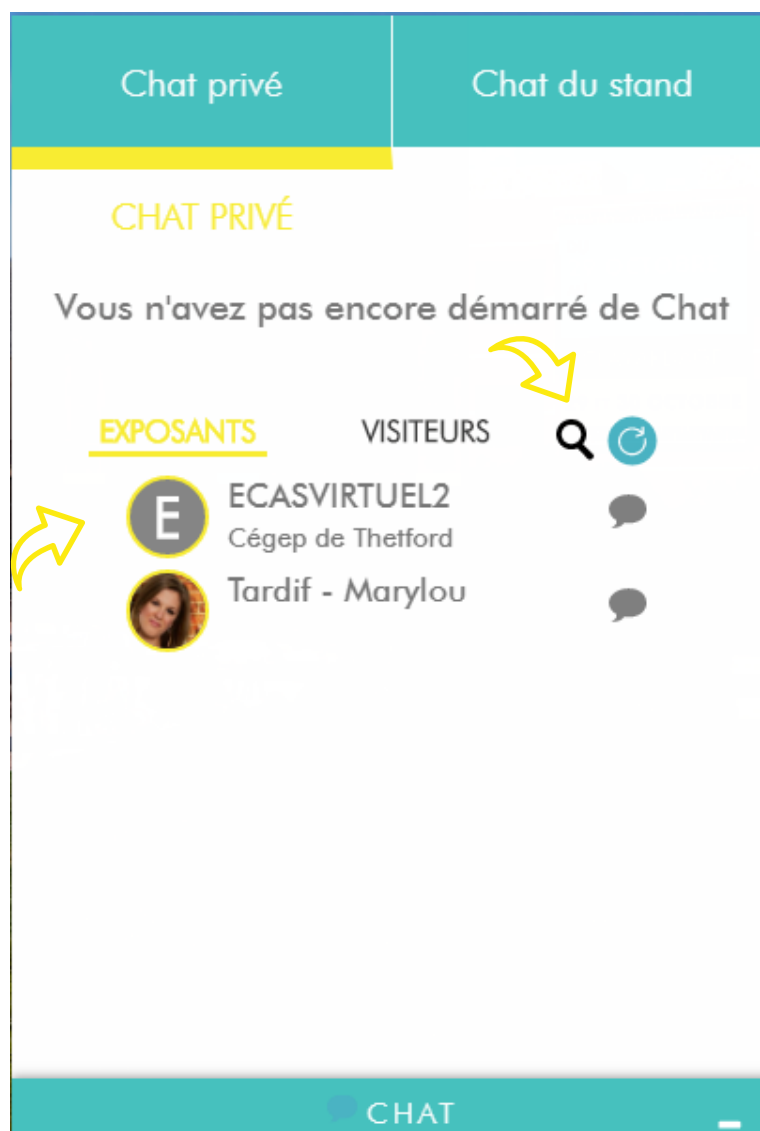 Chat privé
Chat du stand
CHAT PRIVÉ
Vous n'avez pas encore démarré de Chat
EXPOSANTS
VISITEURS
E
ECASVIRTUEL2
Cégep de Thetford
Tardif - Marylou
CHAT